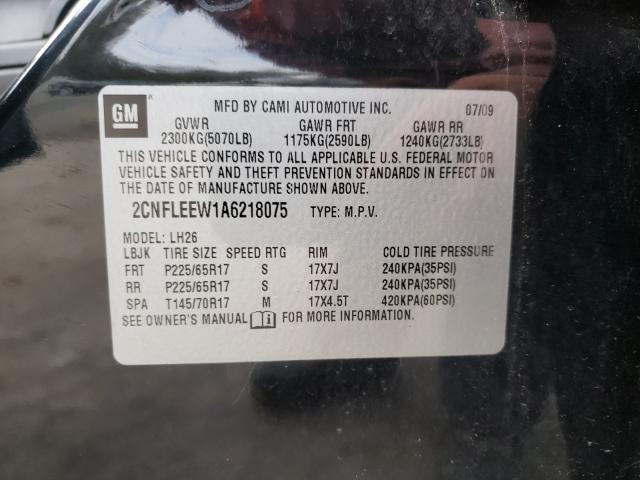 GM
MFD BY CAMI AUTOMOTIVE INC. 07/09
GVWR GAWR FRT GAWR RR
2300KG(5070LB) 1175KG(2590LB) 1240KG(2733LB)
THIS VEHICLE CONFORMS TO ALL APPLICABLE U.S. FEDERAL MOTOR
VEHICLE SAFETY AND THEFT PREVENTION STANDARDS IN EFFECT ON
THE DATE OF MANUFACTURE SHOWN ABOVE.
2CNFLEEW1A6218075 TYPE: M.P.V.
MODEL: LH26
LBJK TIRE SIZE SPEED RTG RIM COLD TIRE PRESSURE
FRT P225/65R17 S 17X7J 240KPA(35PSI)
RR P225/65R17 S 17X7J 240KPA(35PSI)
SPA T145/70R17 M 17X4.5T 420KPA(60PSI)
SEE OWNER'S MANUAL FOR MORE INFORMATION.